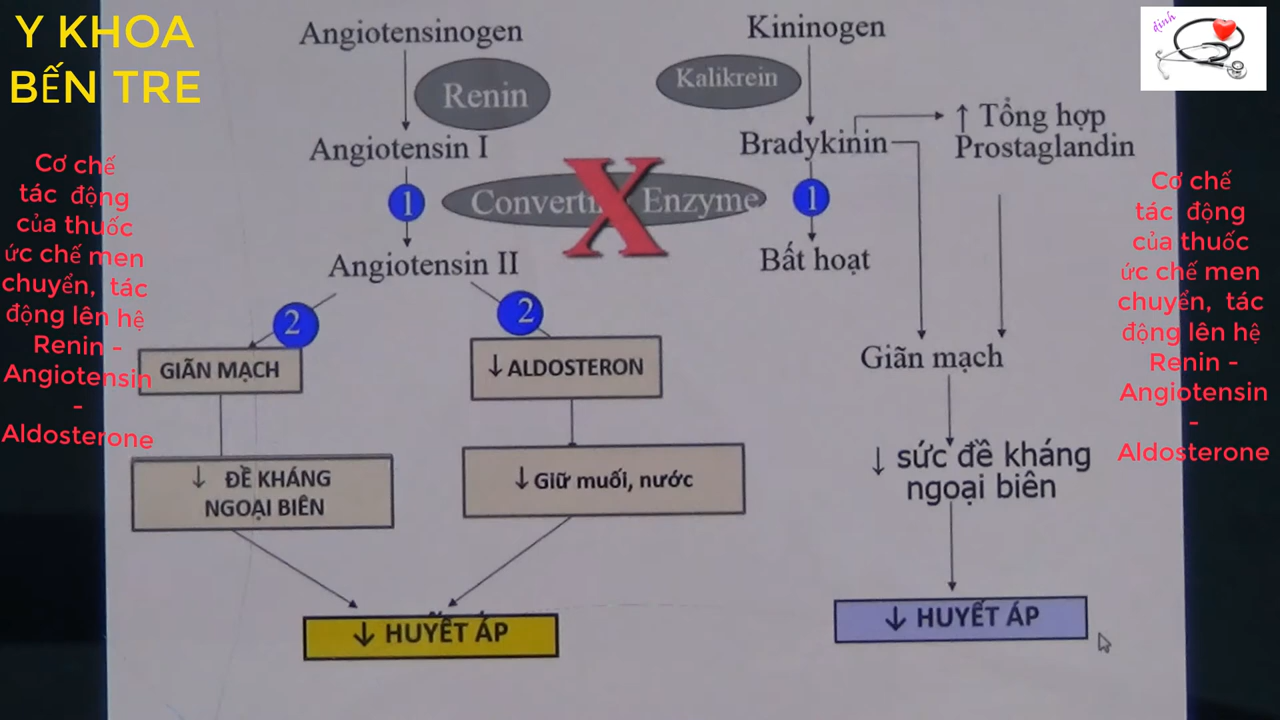 Y KHOA
BẾN TRE
Cơ chế
tác động
của thuốc
ức chế men
chuyển, tác
động lên hệ
Renin -
Angiotensin
-
Aldosterone
Angiotensinogen
Renin
Angiotensin I
1
Angiotensin II
2
2
GIÃN MẠCH
↓ ALDOSTERON
↓ ĐỀ KHÁNG
NGOẠI BIÊN
↓ Giữ muối, nước
↓ HUYẾT ÁP
X
Enzyme
Kininogen
Kalikrein
Bradykinin
↑ Tổng hợp
Prostaglandin
1
Bất hoạt
Giãn mạch
↓ sức đề kháng
ngoại biên
↓ HUYẾT ÁP
đinh
Cơ chế
tác động
của thuốc
ức chế men
chuyển, tác
động lên hệ
Renin -
Angiotensin
-
Aldosterone